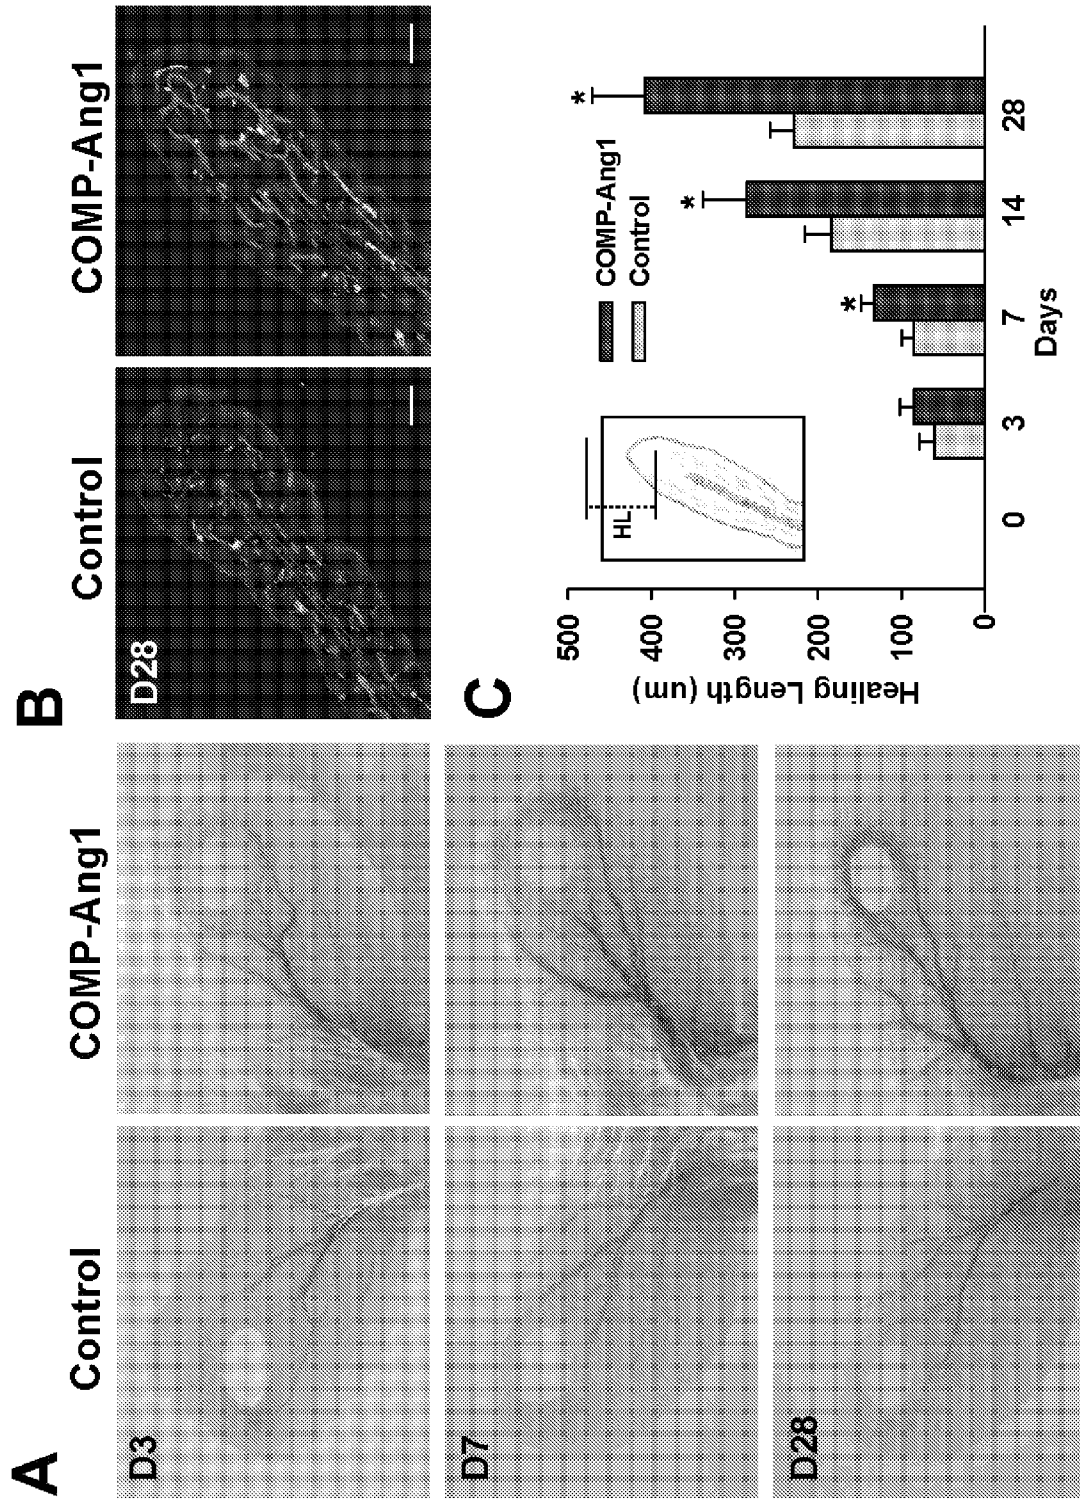 A
Control COMP-Ang1
D3
D7
D28
B
Control COMP-Ang1
D28
C
Healing Length (um)
500
400
300
200
100
0
HL
COMP-Ang1
Control
*
*
*
0 3 7 14 28
Days